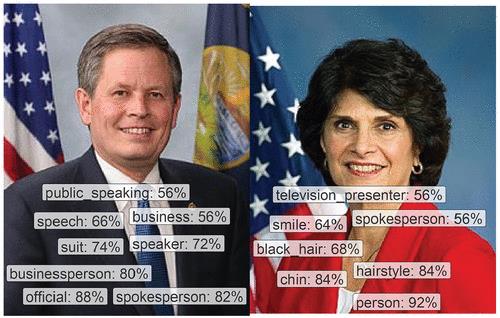 public_speaking: 56%
speech: 66%
business: 56%
suit: 74%
speaker: 72%
businessperson: 80%
official: 88%
spokesperson: 82%
television_presenter: 56%
smile: 64%
spokesperson: 56%
black_hair: 68%
chin: 84%
hairstyle: 84%
person: 92%